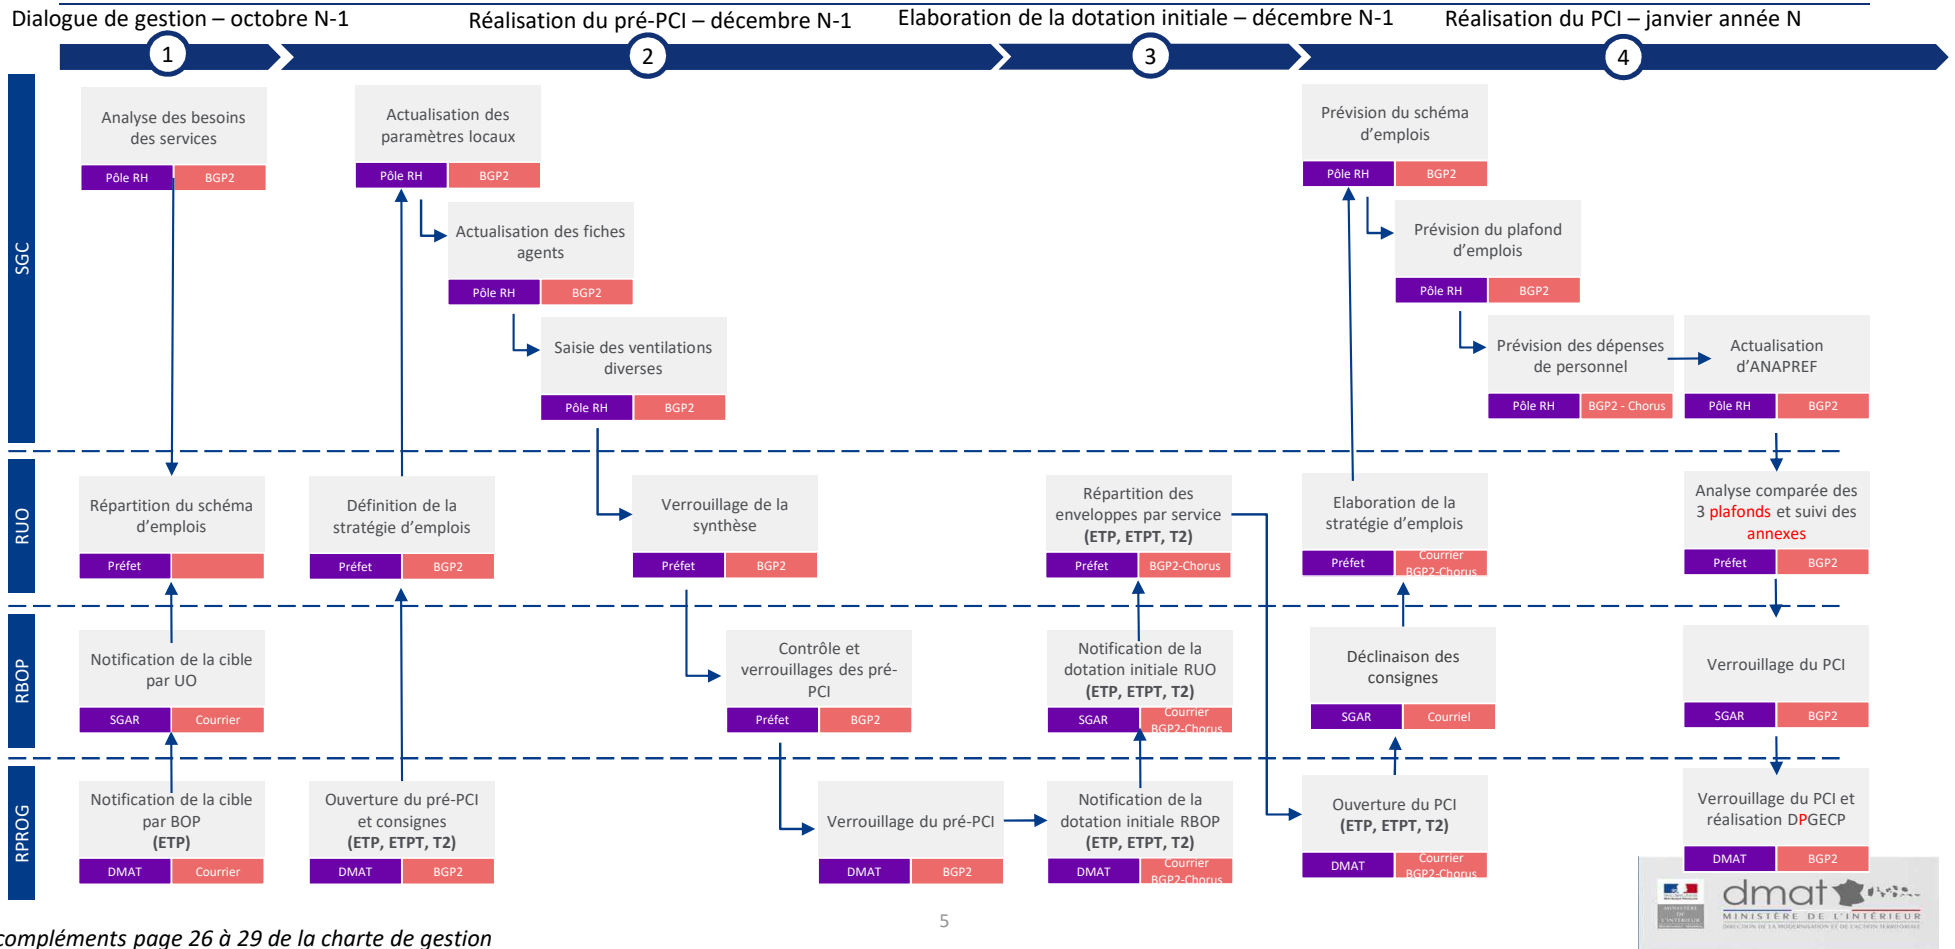 Dialogue de gestion – octobre N-1
Réalisation du pré-PCI – décembre N-1
Elaboration de la dotation initiale – décembre N-1
Réalisation du PCI – janvier année N
1
2
3
4
SGC
Analyse des besoins
des services
Pôle RH
BGP2
Actualisation des
paramètres locaux
Pôle RH
BGP2
Actualisation des fiches
agents
Pôle RH
BGP2
Saisie des ventilations
diverses
Pôle RH
BGP2
Prévision du schéma
d'emplois
Pôle RH
BGP2
Prévision du plafond
d'emplois
Pôle RH
BGP2
Prévision des dépenses
de personnel
Pôle RH
BGP2 - Chorus
Actualisation
d'ANAPREF
Pôle RH
BGP2
RUO
Répartition du schéma
d'emplois
Préfet
Définition de la
stratégie d'emplois
Préfet
BGP2
Verrouillage de la
synthèse
Préfet
BGP2
Répartition des
enveloppes par service
(ETP, ETPT, T2)
Préfet
BGP2-Chorus
Elaboration de la
stratégie d'emplois
Préfet
Courrier
BGP2-Chorus
Analyse comparée des
3 plafonds et suivi des
annexes
Préfet
BGP2
RBOP
Notification de la cible
par UO
SGAR
Courrier
Contrôle et
verrouillages des pré-
PCI
Préfet
BGP2
Notification de la
dotation initiale RUO
(ETP, ETPT, T2)
SGAR
Courrier
BGP2-Chorus
Déclinaison des
consignes
SGAR
Courriel
Verrouillage du PCI
SGAR
BGP2
RPROG
Notification de la cible
par BOP
(ETP)
DMAT
Courrier
Ouverture du pré-PCI
et consignes
(ETP, ETPT, T2)
DMAT
BGP2
Verrouillage du pré-PCI
DMAT
BGP2
Notification de la
dotation initiale RBOP
(ETP, ETPT, T2)
DMAT
Courrier
BGP2-Chorus
Ouverture du PCI
(ETP, ETPT, T2)
DMAT
Courrier
BGP2-Chorus
Verrouillage du PCI et
réalisation DPGECP
DMAT
BGP2
MINISTÈRE
DE
L'INTÉRIEUR
dmat
MINISTÈRE DE L'INTÉRIEUR
DIRECTION DE LA MODERNISATION ET DE L'ACTION TERRITORIALE
5
compléments page 26 à 29 de la charte de gestion